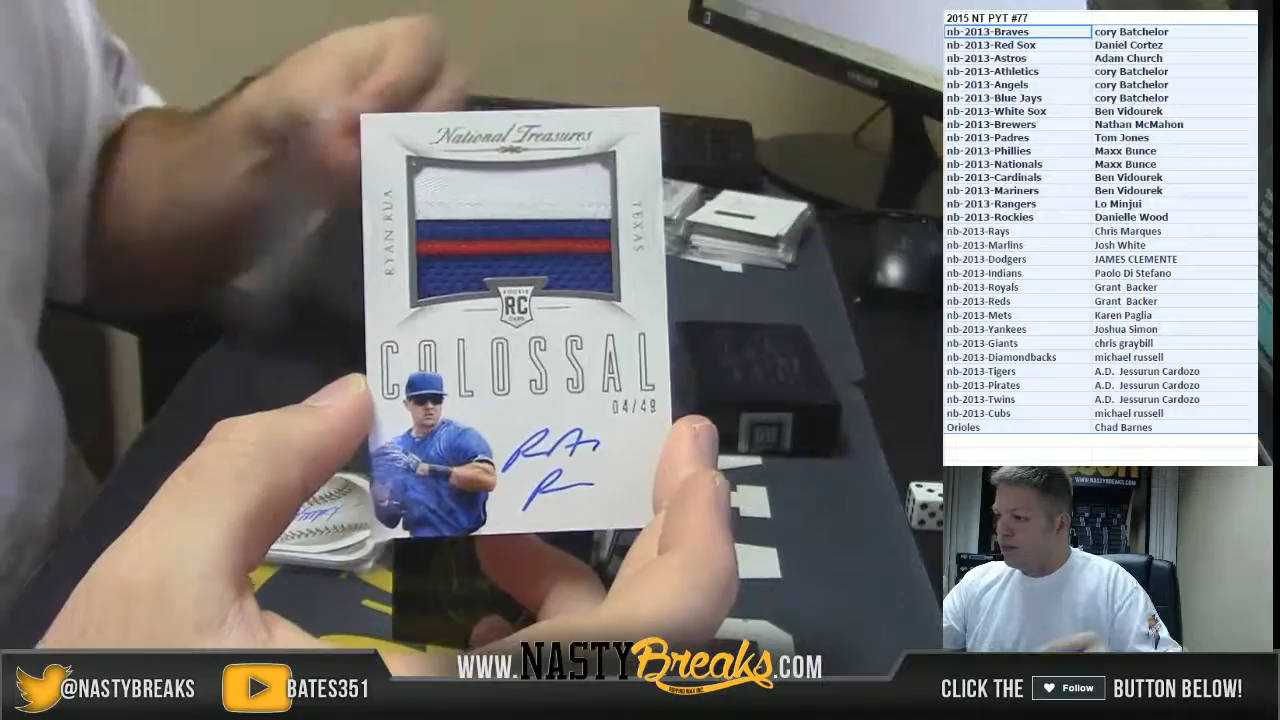 National Treasures
RYAN RUA
TEXAS
ROOKIE
RC
CARD
COLOSSAL
04/49
2015 NT PYT #77
nb-2013-Braves cory Batchelor
nb-2013-Red Sox Daniel Cortez
nb-2013-Astros Adam Church
nb-2013-Athletics cory Batchelor
nb-2013-Angels cory Batchelor
nb-2013-Blue Jays cory Batchelor
nb-2013-White Sox Ben Vidourek
nb-2013-Brewers Nathan McMahon
nb-2013-Padres Tom Jones
nb-2013-Phillies Maxx Bunce
nb-2013-Nationals Maxx Bunce
nb-2013-Cardinals Ben Vidourek
nb-2013-Mariners Ben Vidourek
nb-2013-Rangers Lo Minjui
nb-2013-Rockies Danielle Wood
nb-2013-Rays Chris Marques
nb-2013-Marlins Josh White
nb-2013-Dodgers JAMES CLEMENTE
nb-2013-Indians Paolo Di Stefano
nb-2013-Royals Grant Backer
nb-2013-Reds Grant Backer
nb-2013-Mets Karen Paglia
nb-2013-Yankees Joshua Simon
nb-2013-Giants chris graybill
nb-2013-Diamondbacks michael russell
nb-2013-Tigers A.D. Jessurun Cardozo
nb-2013-Pirates A.D. Jessurun Cardozo
nb-2013-Twins A.D. Jessurun Cardozo
nb-2013-Cubs michael russell
Orioles Chad Barnes
WWW.NASTYBREAKS.COM
@NASTYBREAKS
BATES351
WWW.NASTYBreaks.COM
RIPPING WAX INC.
CLICK THE Follow BUTTON BELOW!